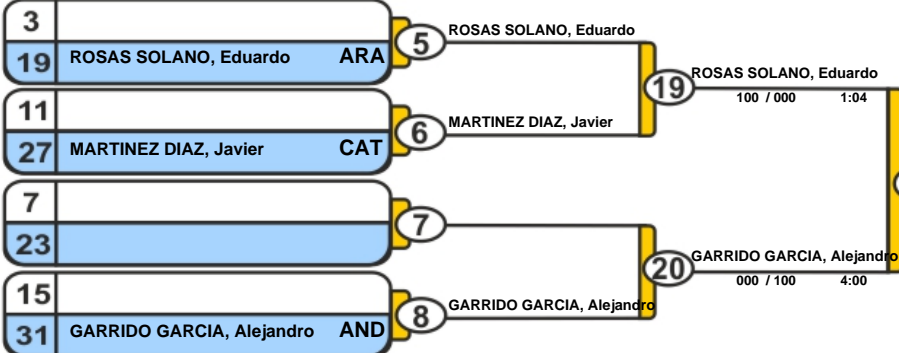 3
19 ROSAS SOLANO, Eduardo ARA
5
ROSAS SOLANO, Eduardo
11
27 MARTINEZ DIAZ, Javier CAT
6
MARTINEZ DIAZ, Javier
19
ROSAS SOLANO, Eduardo
100 / 000 1:04
7
23
7
15
31 GARRIDO GARCIA, Alejandro AND
8
GARRIDO GARCIA, Alejandro
20
GARRIDO GARCIA, Alejandro
000 / 100 4:00